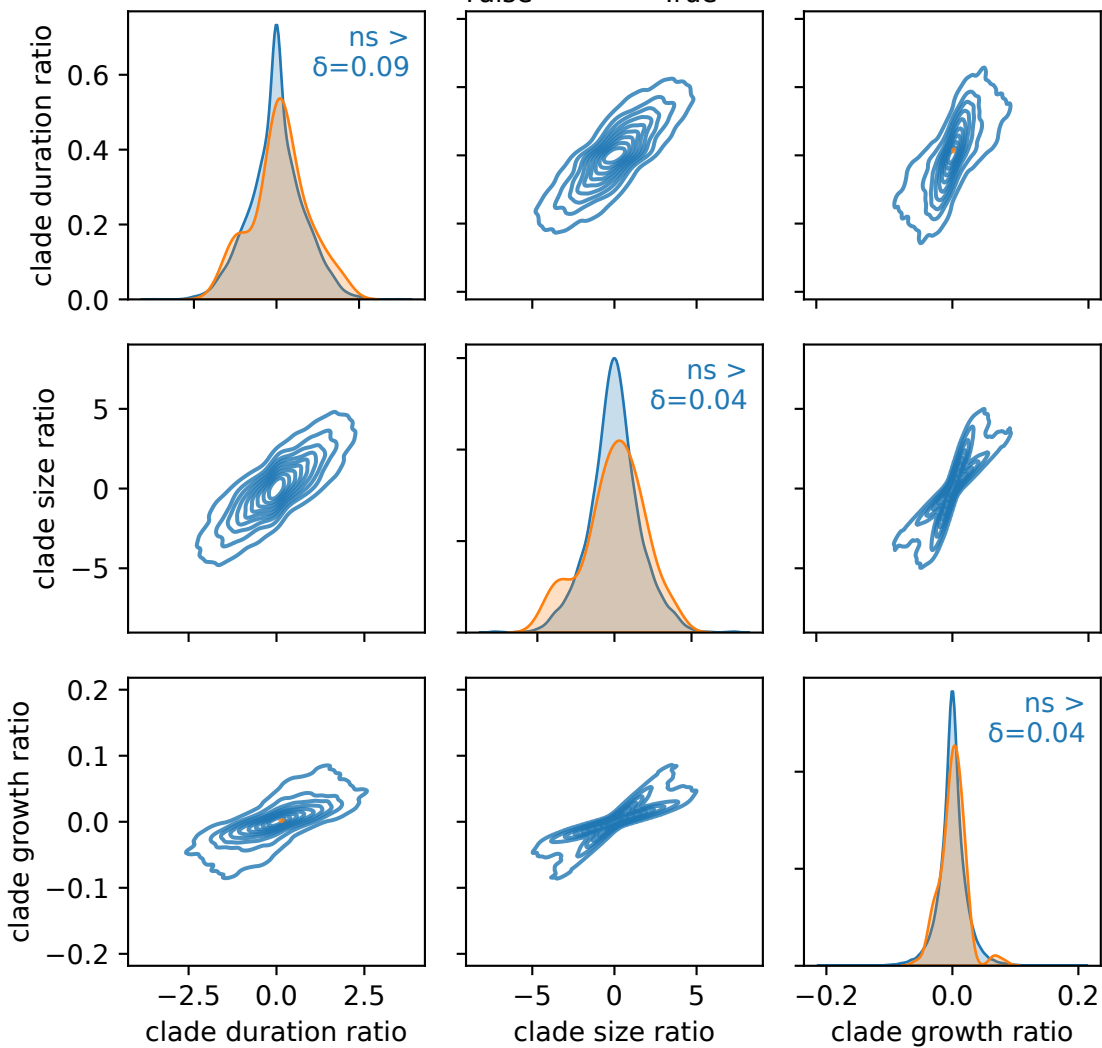 clade duration ratio
0.6
0.4
0.2
0.0
ns >
δ=0.09
clade size ratio
5
0
−5
ns >
δ=0.04
clade growth ratio
0.2
0.1
0.0
−0.1
−0.2
ns >
δ=0.04
−2.5 0.0 2.5
−5 0 5
−0.2 0.0 0.2
clade duration ratio
clade size ratio
clade growth ratio